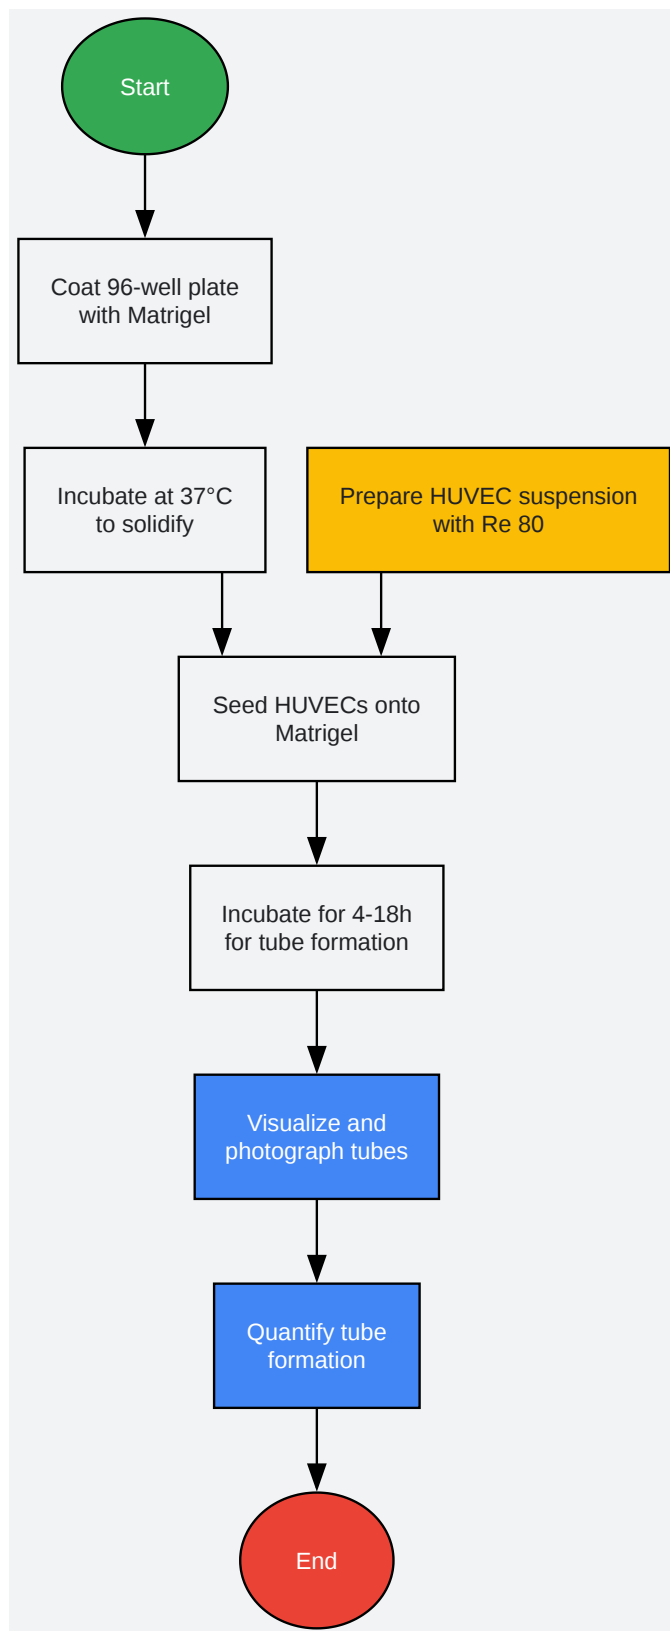 Start
Coat 96-well plate
with Matrigel
Incubate at 37°C
to solidify
Prepare HUVEC suspension
with Re 80
Seed HUVECs onto
Matrigel
Incubate for 4-18h
for tube formation
Visualize and
photograph tubes
Quantify tube
formation
End